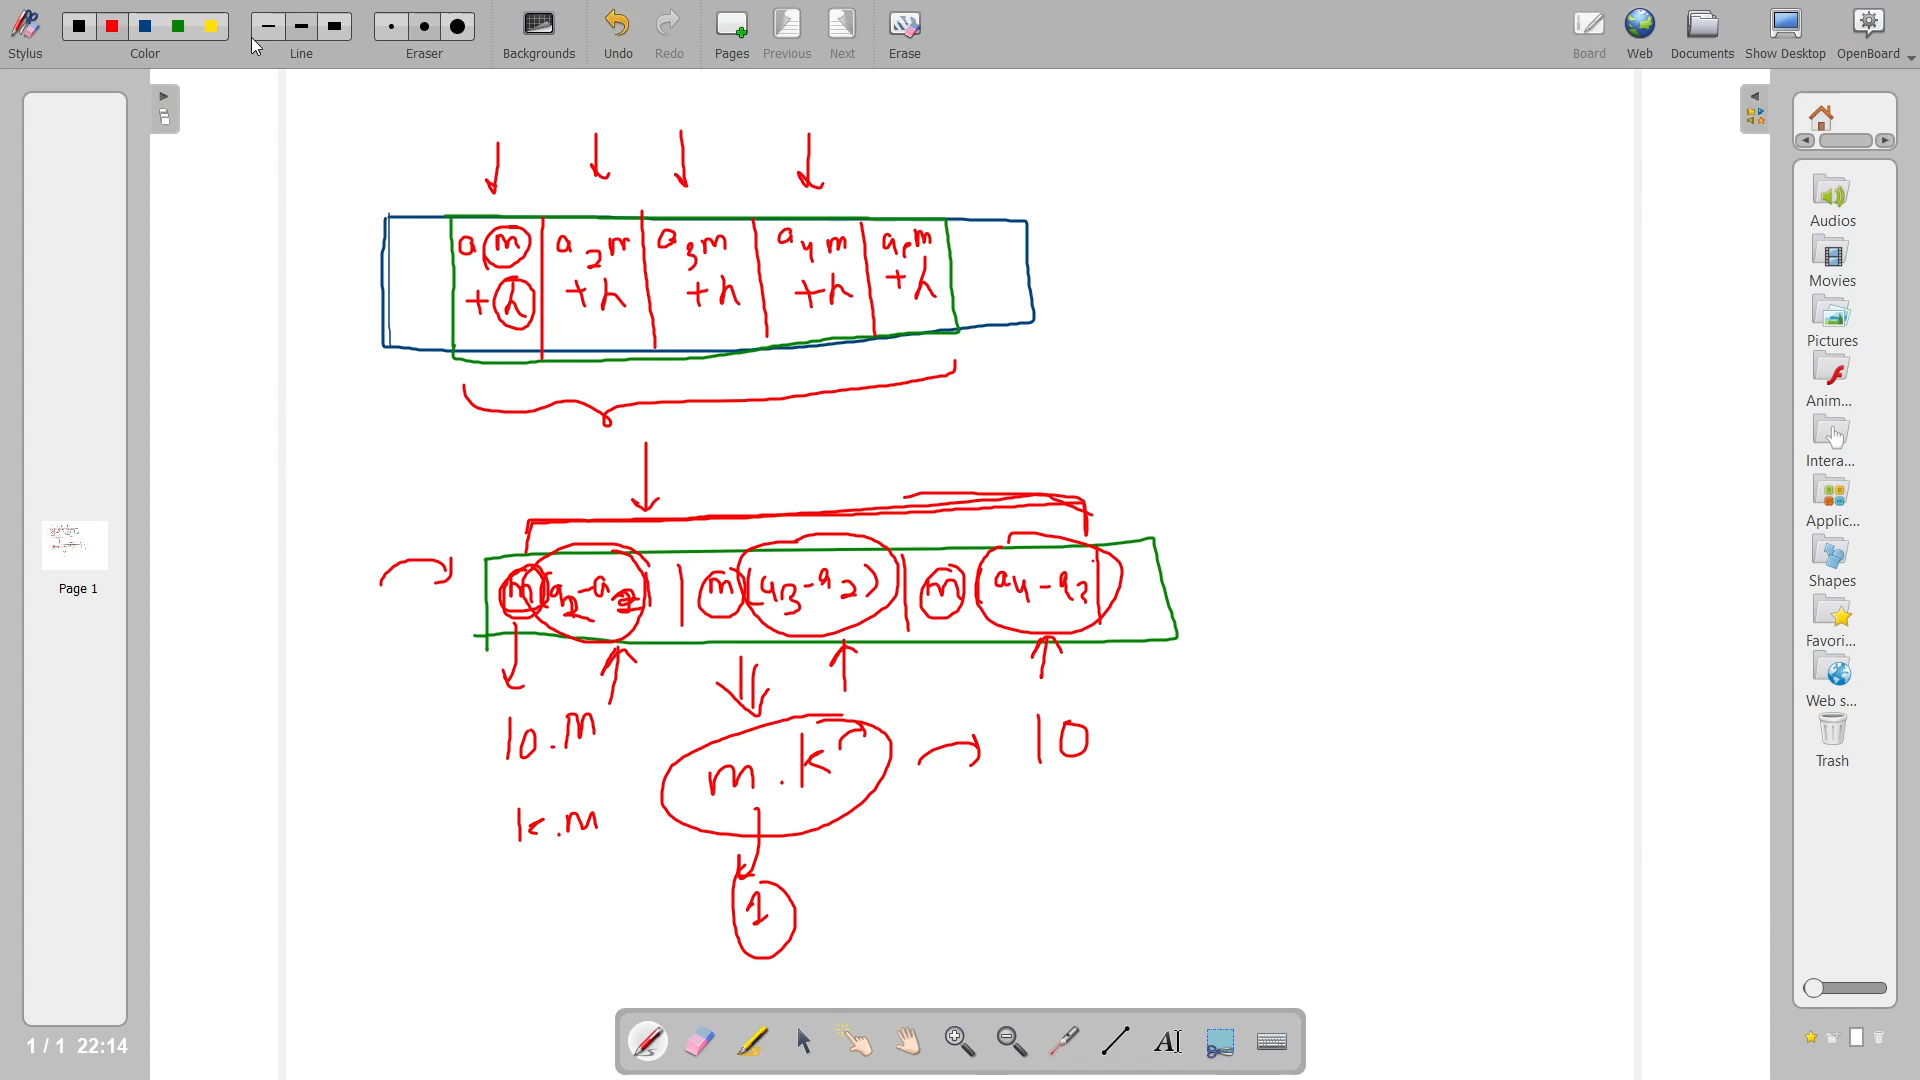 Stylus Color Line Eraser Backgrounds Undo Redo Pages Previous Next Erase Board Web Documents Show Desktop OpenBoard
a m a2m a3m a4m m
+h +h +h +h +h
m (a2-a | m (a3-a2) | m a4-a3
10.m m.k 10
k.m
1
Page 1
1 / 1 22:14
Audios
Movies
Pictures
Anim...
Intera...
Applic...
Shapes
Favori...
Web s...
Trash